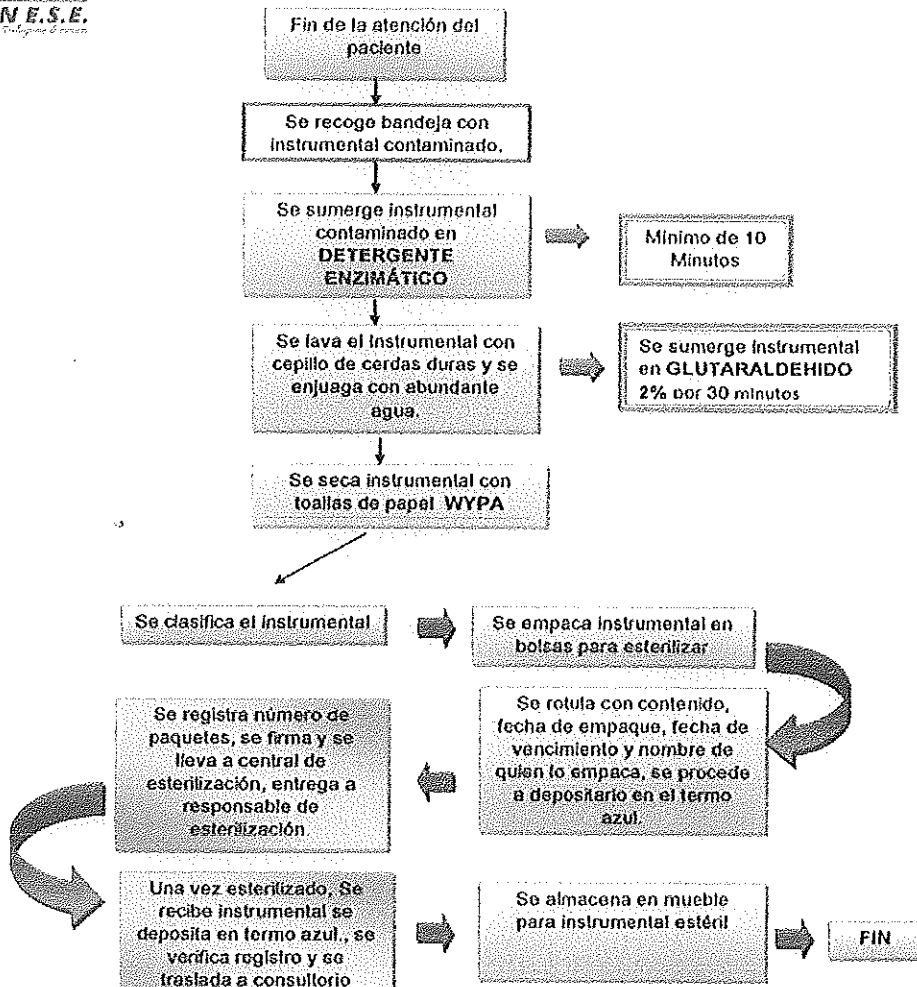 N E.S.E.
Fin de la atención del
paciente
Se recoge bandeja con
instrumental contaminado.
Se sumerge instrumental
contaminado en
DETERGENTE
ENZIMÁTICO
Mínimo de 10
Minutos
Se lava el instrumental con
cepillo de cerdas duras y se
enjuaga con abundante
agua.
Se sumerge instrumental
en GLUTARALDEHIDO
2% por 30 minutos
Se seca instrumental con
toallas de papel WYPA
Se clasifica el instrumental
Se empaca instrumental en
bolsas para esterilizar
Se rotula con contenido,
fecha de empaque, fecha de
vencimiento y nombre de
quien lo empaca, se procede
a depositarlo en el termo
azul.
Se registra número de
paquetes, se firma y se
lleva a central de
esterilización, entrega a
responsable de
esterilización.
Una vez esterilizado, Se
recibe instrumental se
deposita en termo azul., se
verifica registro y se
traslada a consultorio
Se almacena en mueble
para instrumental estéril
FIN